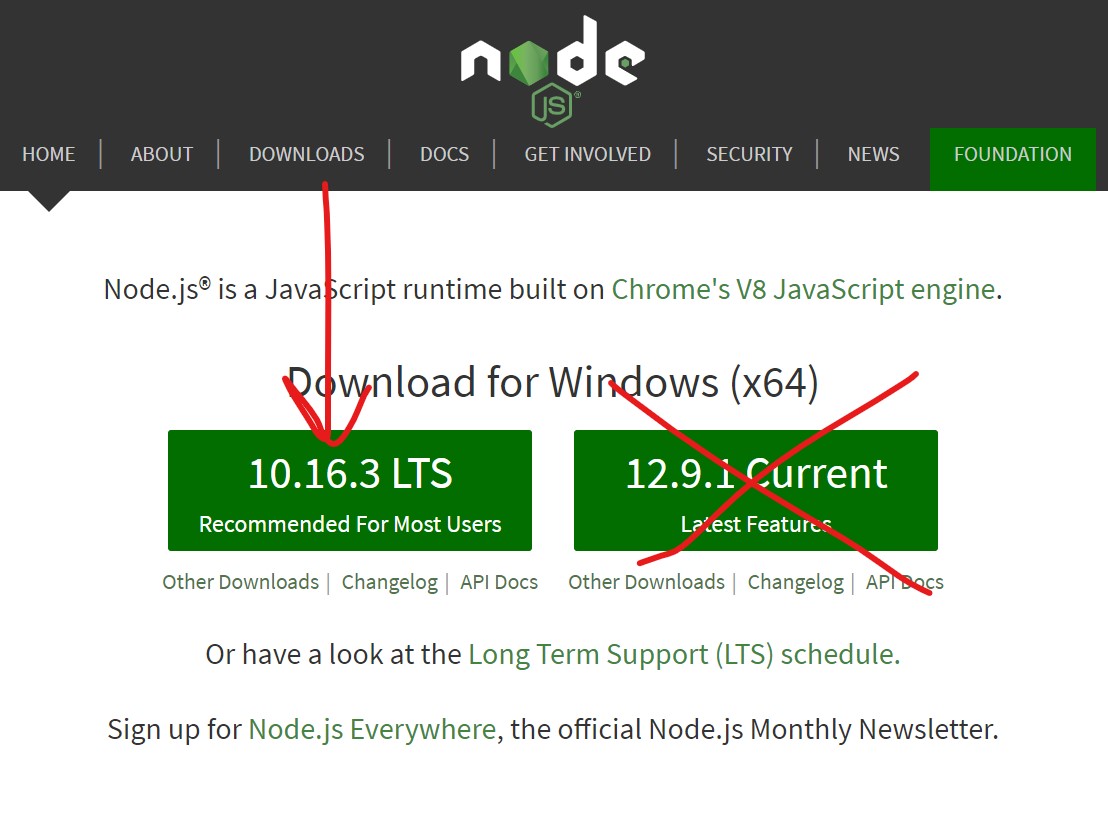 node
JS®
HOME | ABOUT | DOWNLOADS | DOCS | GET INVOLVED | SECURITY | NEWS FOUNDATION
Node.js® is a JavaScript runtime built on Chrome's V8 JavaScript engine.
Download for Windows (x64)
10.16.3 LTS
Recommended For Most Users
12.9.1 Current
Latest Features
Other Downloads | Changelog | API Docs
Other Downloads | Changelog | API Docs
Or have a look at the Long Term Support (LTS) schedule.
Sign up for Node.js Everywhere, the official Node.js Monthly Newsletter.